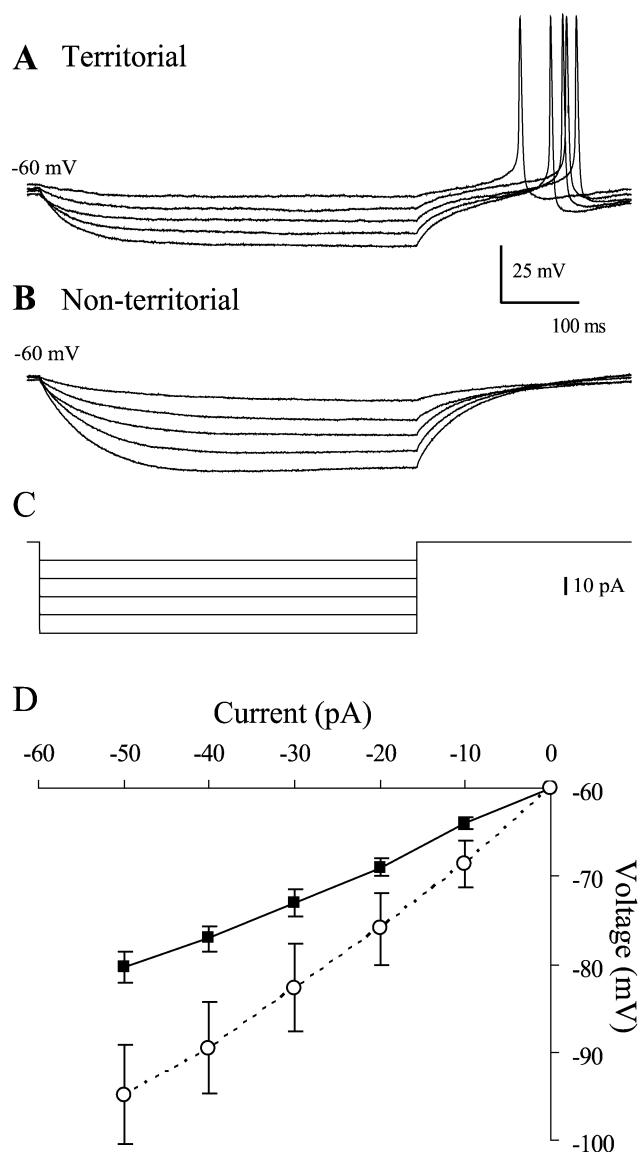 A Territorial
-60 mV
25 mV
100 ms
B Non-territorial
-60 mV
C
10 pA
D
Current (pA)
-60 -50 -40 -30 -20 -10 0
-60
-70
-80
-90
-100
Voltage (mV)